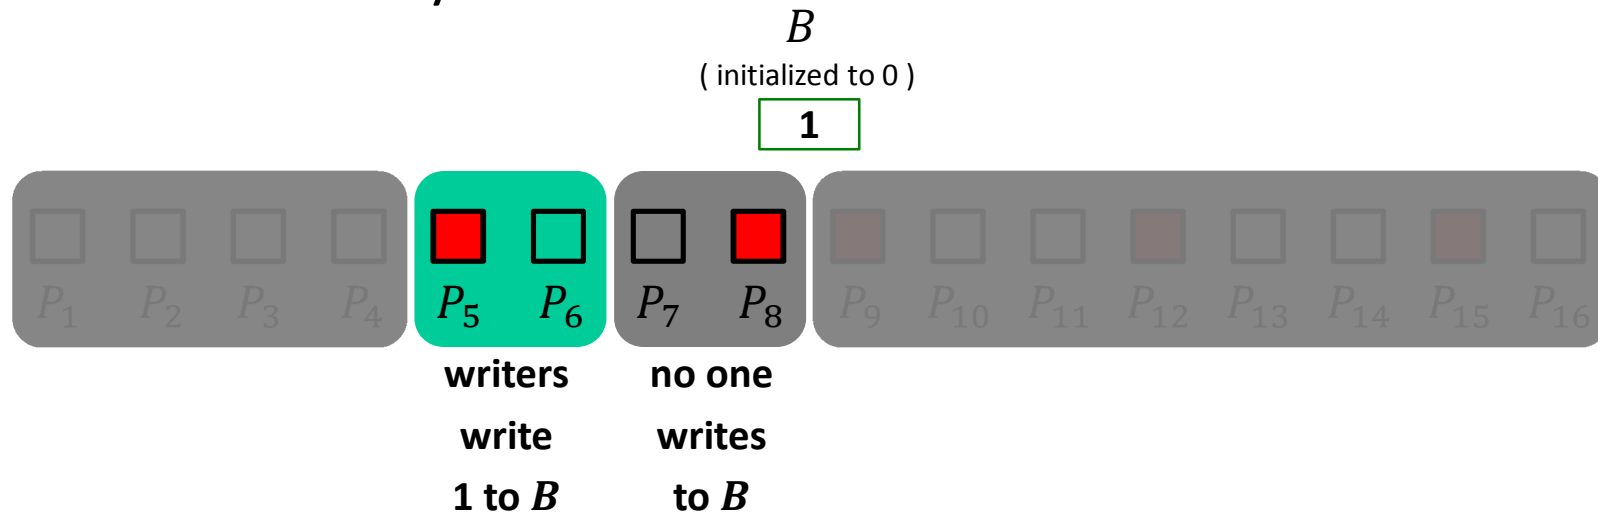 B
( initialized to 0 )
1
P₁ P₂ P₃ P₄ P₅ P₆ P₇ P₈ P₉ P₁₀ P₁₁ P₁₂ P₁₃ P₁₄ P₁₅ P₁₆
writers no one
write writes
1 to B to B